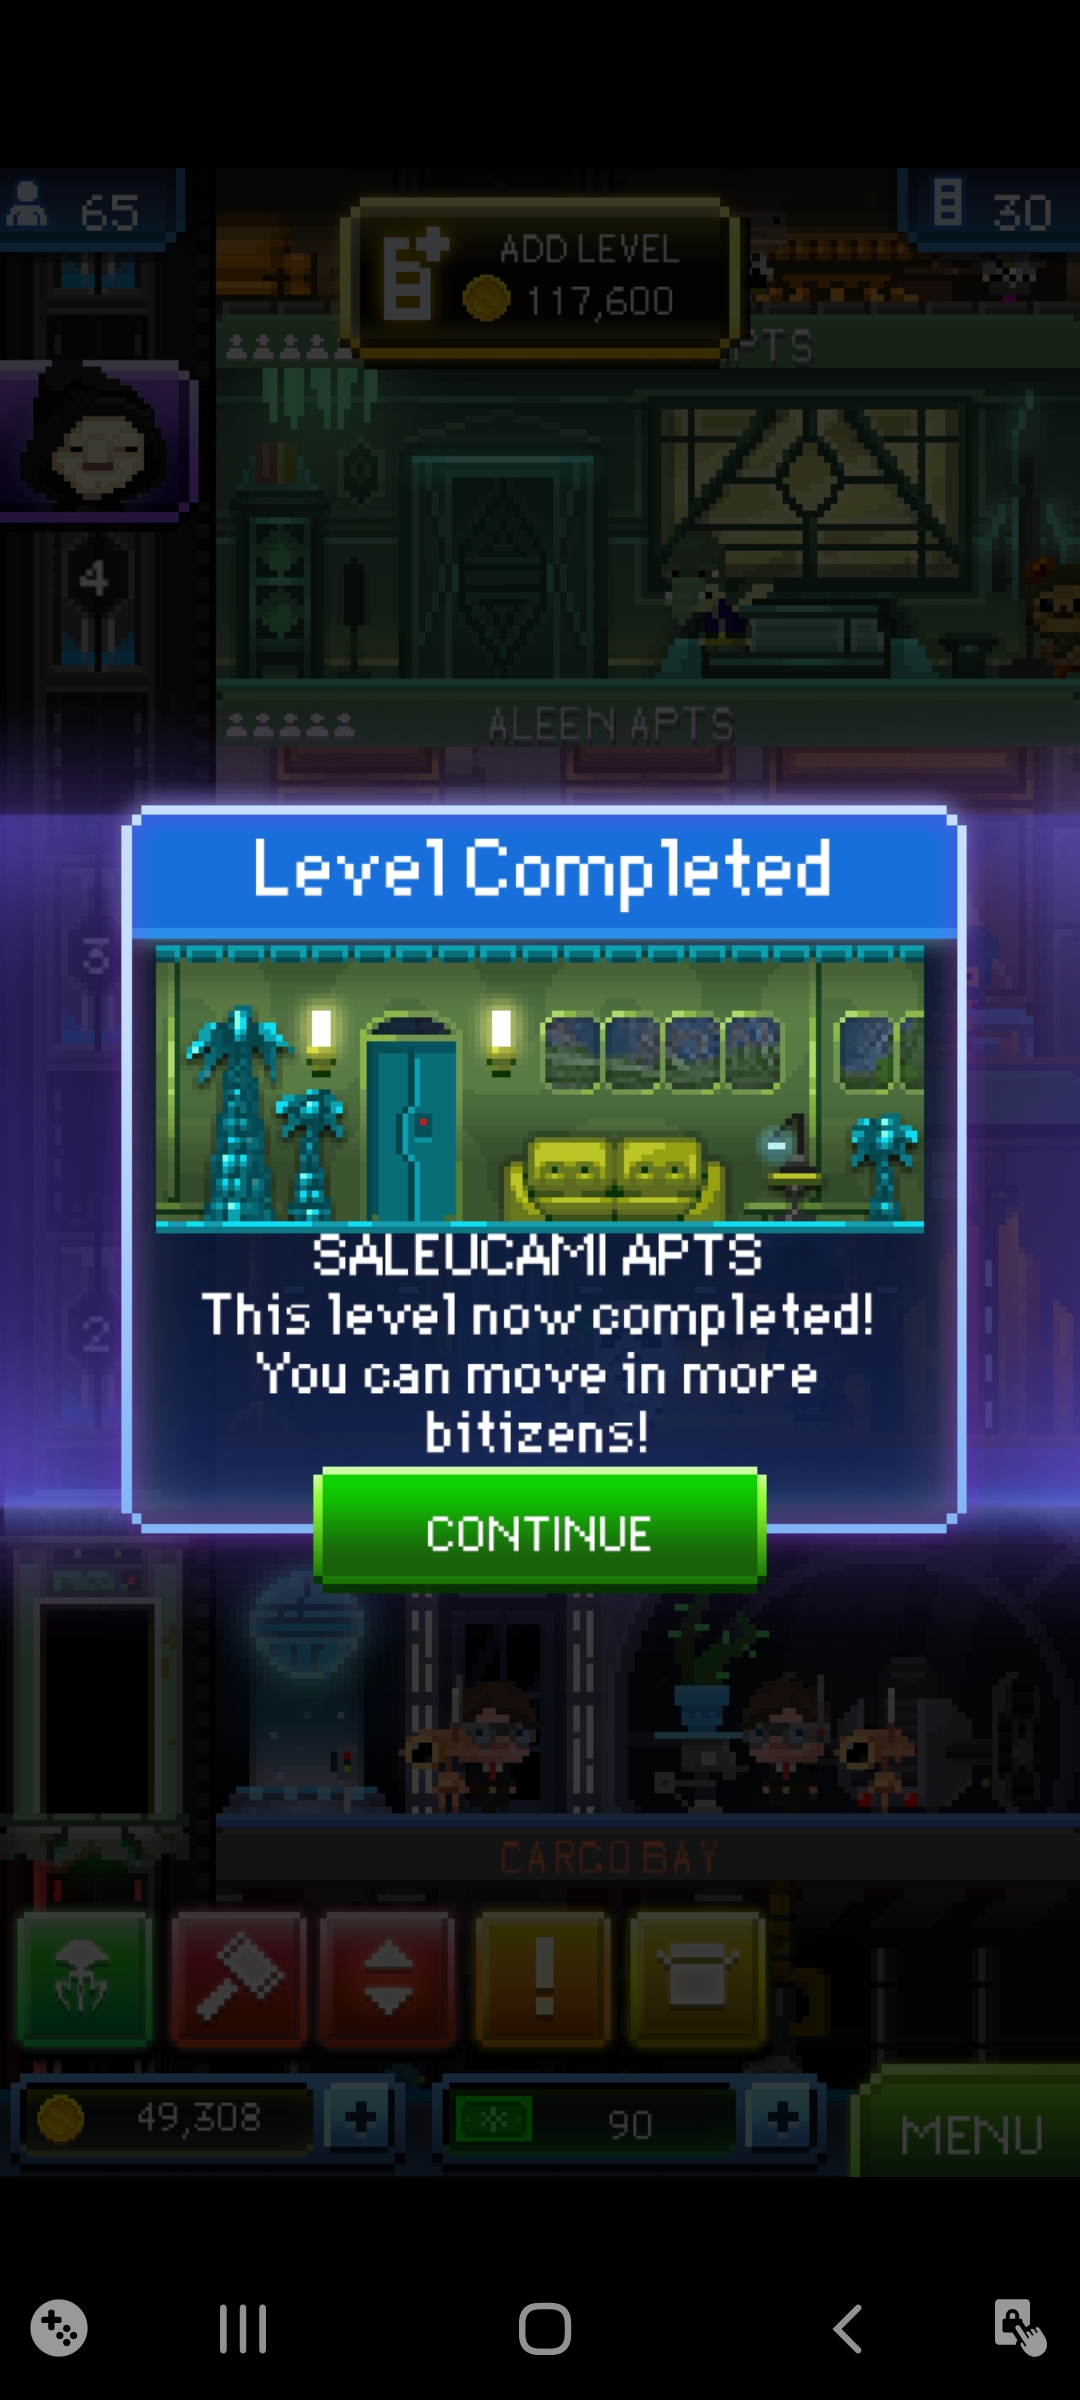 65
ADD LEVEL
117,600
30
PTS
4
ALEEN APTS
Level Completed
3
SALEUCAMI APTS
This level now completed!
2
You can move in more
bitizens!
CONTINUE
CARGO BAY
49,308
90
MENU